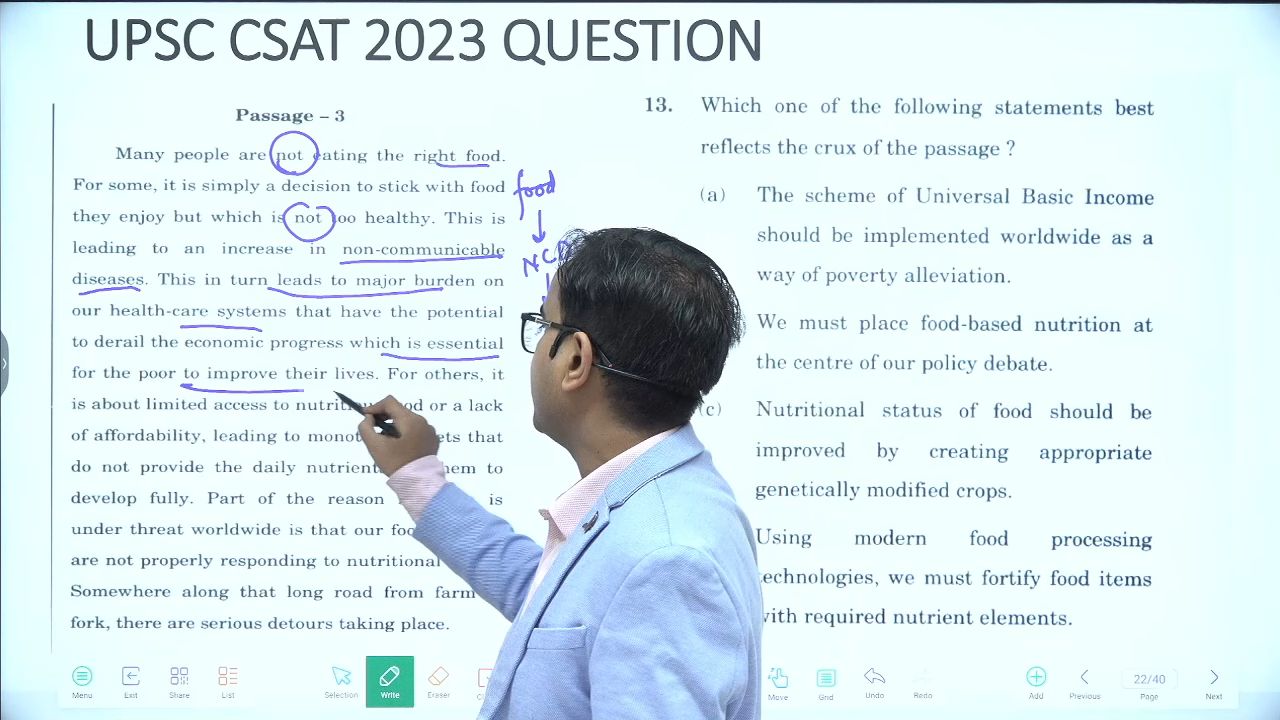 UPSC CSAT 2023 QUESTION
Passage – 3
Many people are not eating the right food.
For some, it is simply a decision to stick with food
they enjoy but which is not too healthy. This is
leading to an increase in non-communicable
diseases. This in turn leads to major burden on
our health-care systems that have the potential
to derail the economic progress which is essential
for the poor to improve their lives. For others, it
is about limited access to or a lack
of affordability, leading to that
do not provide the daily to
develop fully. Part of the reason is
under threat worldwide is that our
are not properly responding to nutritional
Somewhere along that long road from farm
fork, there are serious detours taking place.
food
13. Which one of the following statements best
reflects the crux of the passage ?
(a) The scheme of Universal Basic Income
should be implemented worldwide as a
way of poverty alleviation.
We must place food-based nutrition at
the centre of our policy debate.
(c) Nutritional status of food should be
improved by creating appropriate
genetically modified crops.
Using modern food processing
technologies, we must fortify food items
with required nutrient elements.
Menu
Exit
Share
List
Selection
Write
Eraser
Move
Grid
Undo
Redo
Add
Previous
22/40
Page
Next